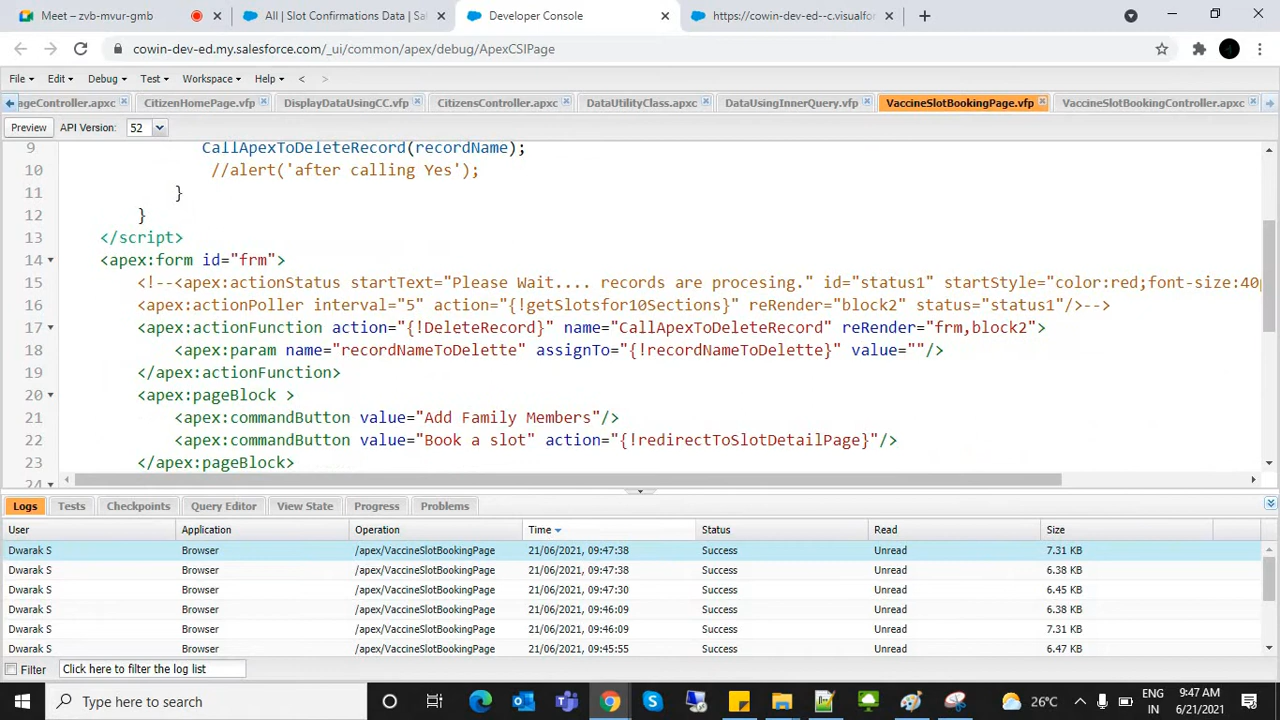 Meet – zvb-mvur-gmb
All | Slot Confirmations Data | Sal
Developer Console
https://cowin-dev-ed--c.visualfor
cowin-dev-ed.my.salesforce.com/_ui/common/apex/debug/ApexCSIPage
File Edit Debug Test Workspace Help < >
ageController.apxc CitizenHomePage.vfp DisplayDataUsingCC.vfp CitizensController.apxc DataUtilityClass.apxc DataUsingInnerQuery.vfp VaccineSlotBookingPage.vfp VaccineSlotBookingController.apxc
Preview API Version: 52
9 CallApexToDeleteRecord(recordName);
10 //alert('after calling Yes');
11 }
12 }
13 </script>
14 <apex:form id="frm">
15 <!--<apex:actionStatus startText="Please Wait.... records are procesing." id="status1" startStyle="color:red;font-size:40p
16 <apex:actionPoller interval="5" action="{!getSlotsfor10Sections}" reRender="block2" status="status1"/>-->
17 <apex:actionFunction action="{!DeleteRecord}" name="CallApexToDeleteRecord" reRender="frm,block2">
18 <apex:param name="recordNameToDelette" assignTo="{!recordNameToDelette}" value=""/>
19 </apex:actionFunction>
20 <apex:pageBlock >
21 <apex:commandButton value="Add Family Members"/>
22 <apex:commandButton value="Book a slot" action="{!redirectToSlotDetailPage}"/>
23 </apex:pageBlock>
24
Logs Tests Checkpoints Query Editor View State Progress Problems
User Application Operation Time Status Read Size
Dwarak S Browser /apex/VaccineSlotBookingPage 21/06/2021, 09:47:38 Success Unread 7.31 KB
Dwarak S Browser /apex/VaccineSlotBookingPage 21/06/2021, 09:47:38 Success Unread 6.38 KB
Dwarak S Browser /apex/VaccineSlotBookingPage 21/06/2021, 09:47:30 Success Unread 6.45 KB
Dwarak S Browser /apex/VaccineSlotBookingPage 21/06/2021, 09:46:09 Success Unread 6.38 KB
Dwarak S Browser /apex/VaccineSlotBookingPage 21/06/2021, 09:46:09 Success Unread 7.31 KB
Dwarak S Browser /apex/VaccineSlotBookingPage 21/06/2021, 09:45:55 Success Unread 6.47 KB
Filter Click here to filter the log list
Type here to search
26°C
ENG
IN
9:47 AM
6/21/2021